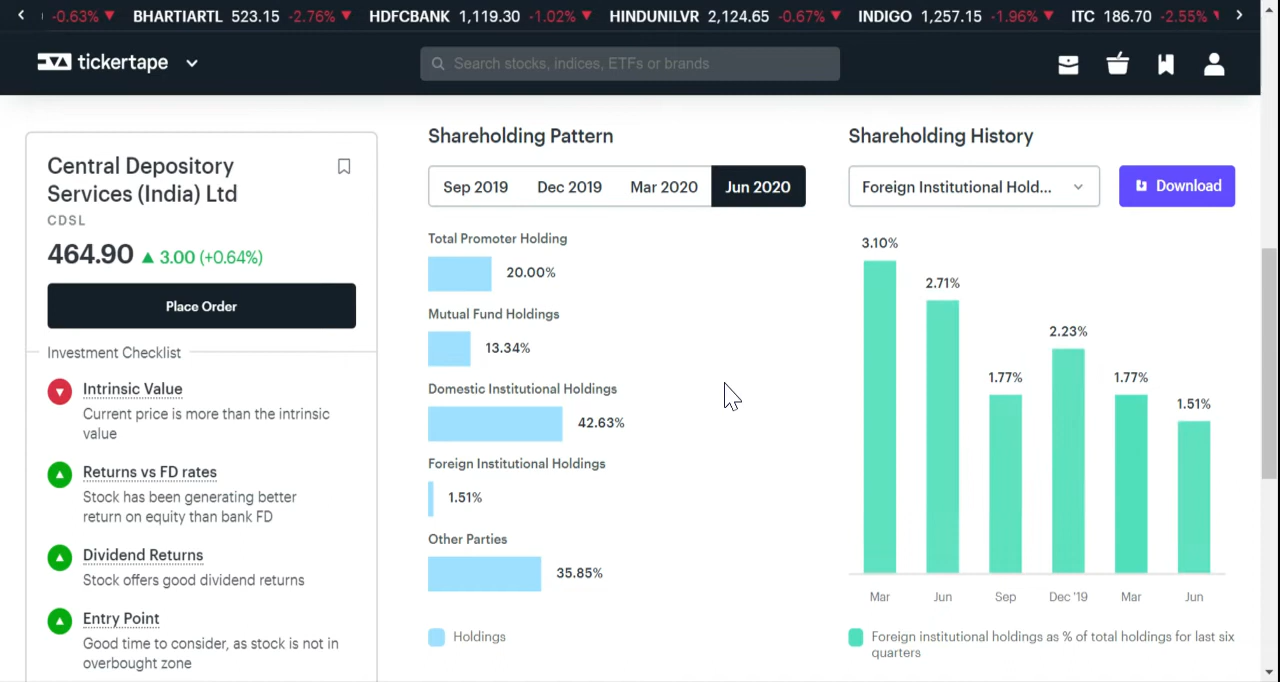 -0.63% ▼ BHARTIARTL 523.15 -2.76% ▼ HDFCBANK 1,119.30 -1.02% ▼ HINDUNILVR 2,124.65 -0.67% ▼ INDIGO 1,257.15 -1.96% ▼ ITC 186.70 -2.55%
tickertape
Search stocks, indices, ETFs or brands
Central Depository
Services (India) Ltd
CDSL
464.90 ▲ 3.00 (+0.64%)
Place Order
Investment Checklist
Intrinsic Value
Current price is more than the intrinsic
value
Returns vs FD rates
Stock has been generating better
return on equity than bank FD
Dividend Returns
Stock offers good dividend returns
Entry Point
Good time to consider, as stock is not in
overbought zone
Shareholding Pattern
Sep 2019 Dec 2019 Mar 2020 Jun 2020
Total Promoter Holding
20.00%
Mutual Fund Holdings
13.34%
Domestic Institutional Holdings
42.63%
Foreign Institutional Holdings
1.51%
Other Parties
35.85%
Holdings
Shareholding History
Foreign Institutional Hold... Download
3.10% 2.71% 1.77% 2.23% 1.77% 1.51%
Mar Jun Sep Dec '19 Mar Jun
Foreign institutional holdings as % of total holdings for last six
quarters